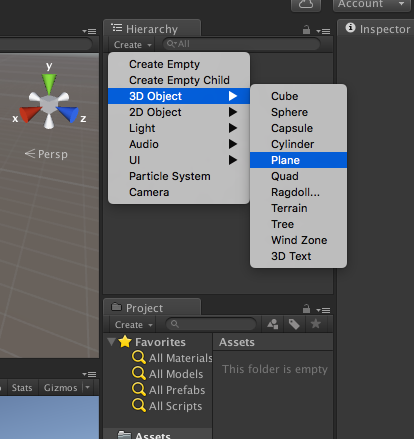 Account
Hierarchy
Inspector
Create
All
Create Empty
Create Empty Child
3D Object
2D Object
Light
Audio
UI
Particle System
Camera
Cube
Sphere
Capsule
Cylinder
Plane
Quad
Ragdoll...
Terrain
Tree
Wind Zone
3D Text
y
x
z
Persp
Project
Create
Favorites
All Materials
All Models
All Prefabs
All Scripts
Assets
Assets
This folder is empty
Stats
Gizmos